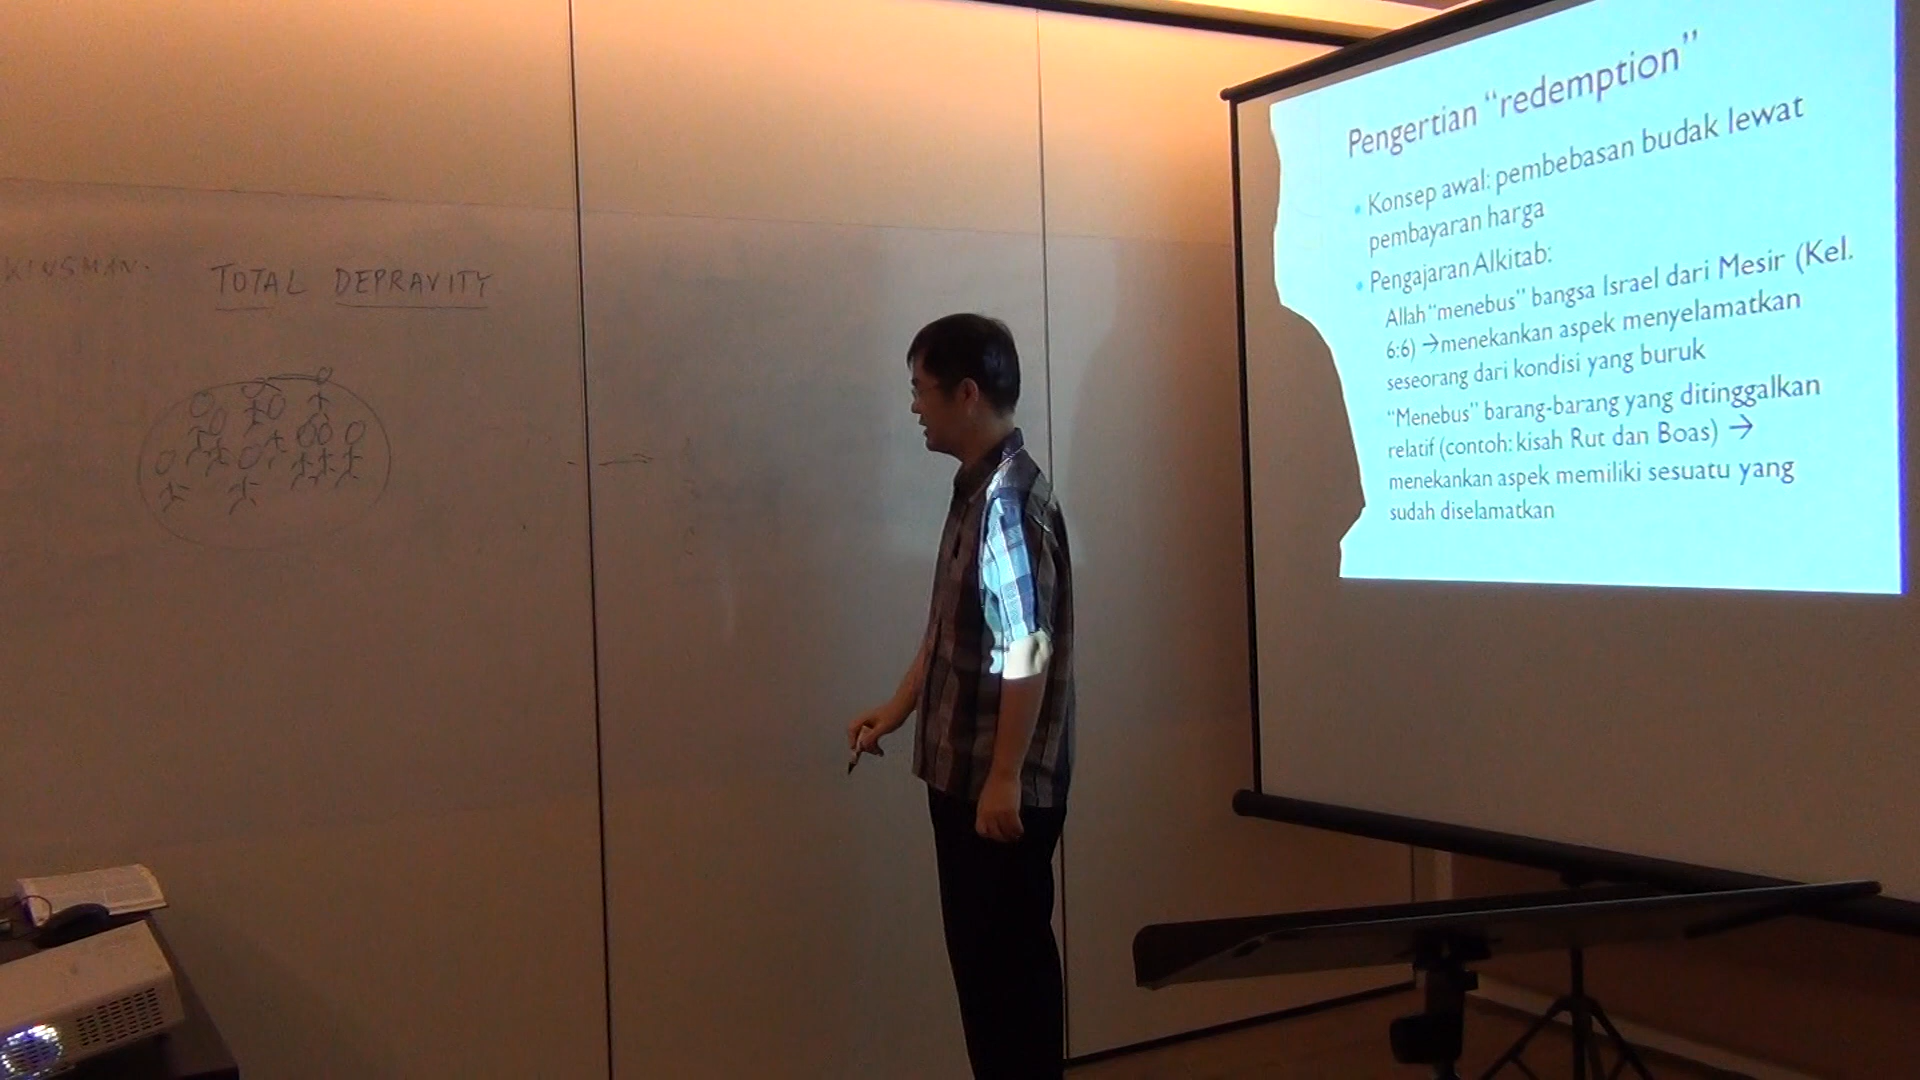 KINSMAN.
TOTAL DEPRAVITY
Pengertian “redemption”
• Konsep awal: pembebasan budak lewat
pembayaran harga
• Pengajaran Alkitab:
Allah “menebus” bangsa Israel dari Mesir (Kel.
6:6) →menekankan aspek menyelamatkan
seseorang dari kondisi yang buruk
“Menebus” barang-barang yang ditinggalkan
relatif (contoh: kisah Rut dan Boas) →
menekankan aspek memiliki sesuatu yang
sudah diselamatkan